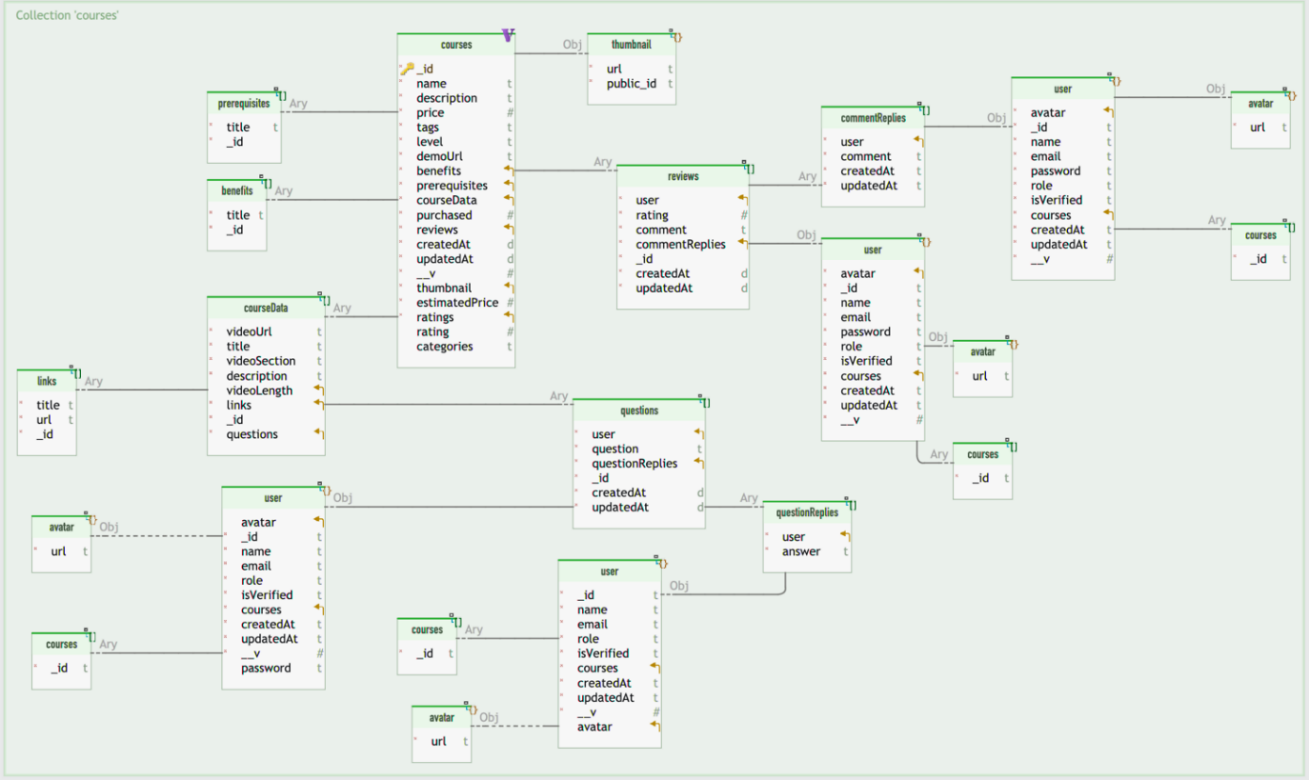 Collection 'courses'
courses
_id
name t
description t
price #
tags t
level t
demoUrl t
benefits
prerequisites
courseData
purchased #
reviews
createdAt d
updatedAt d
__v #
thumbnail
estimatedPrice #
ratings
rating #
categories t
Obj
thumbnail
url t
public_id t
prerequisites
title t
_id
Ary
benefits
title t
_id
Ary
courseData
videoUrl t
title t
videoSection t
description t
videoLength
links
_id
questions
Ary
links
title t
url t
_id
Ary
Ary
reviews
user
rating #
comment t
commentReplies
_id
createdAt d
updatedAt d
Ary
commentReplies
user
comment t
createdAt t
updatedAt t
Obj
user
avatar
_id t
name t
email t
password t
role t
isVerified t
courses
createdAt t
updatedAt t
__v #
Obj
avatar
url t
Ary
courses
_id t
Obj
user
avatar
_id t
name t
email t
password t
role t
isVerified t
courses
createdAt t
updatedAt t
__v #
Obj
avatar
url t
Ary
courses
_id t
Ary
questions
user
question t
questionReplies
_id
createdAt d
updatedAt d
Obj
user
avatar
_id t
name t
email t
role t
isVerified t
courses
createdAt t
updatedAt t
__v #
password t
avatar Obj
url t
courses Ary
_id t
Ary
questionReplies
user
answer t
Obj
user
_id t
name t
email t
role t
isVerified t
courses
createdAt t
updatedAt t
__v #
avatar
courses Ary
_id t
avatar Obj
url t